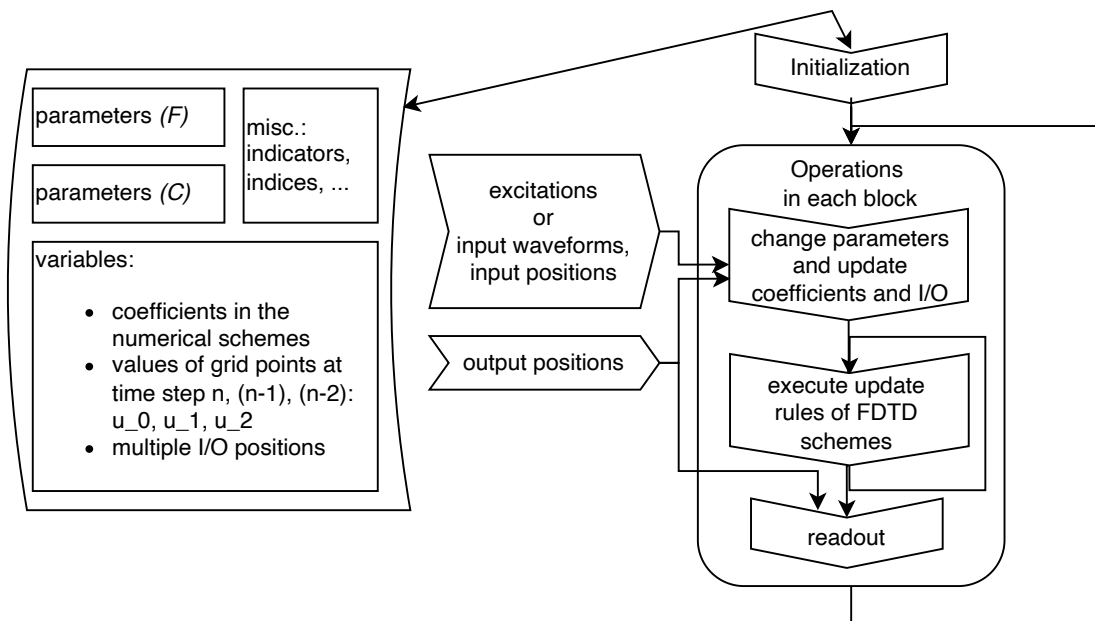 Initialization
parameters (F)
parameters (C)
misc.:
indicators,
indices, ...
variables:
• coefficients in the
numerical schemes
• values of grid points at
time step n, (n-1), (n-2):
u_0, u_1, u_2
• multiple I/O positions
excitations
or
input waveforms,
input positions
output positions
Operations
in each block
change parameters
and update
coefficients and I/O
execute update
rules of FDTD
schemes
readout